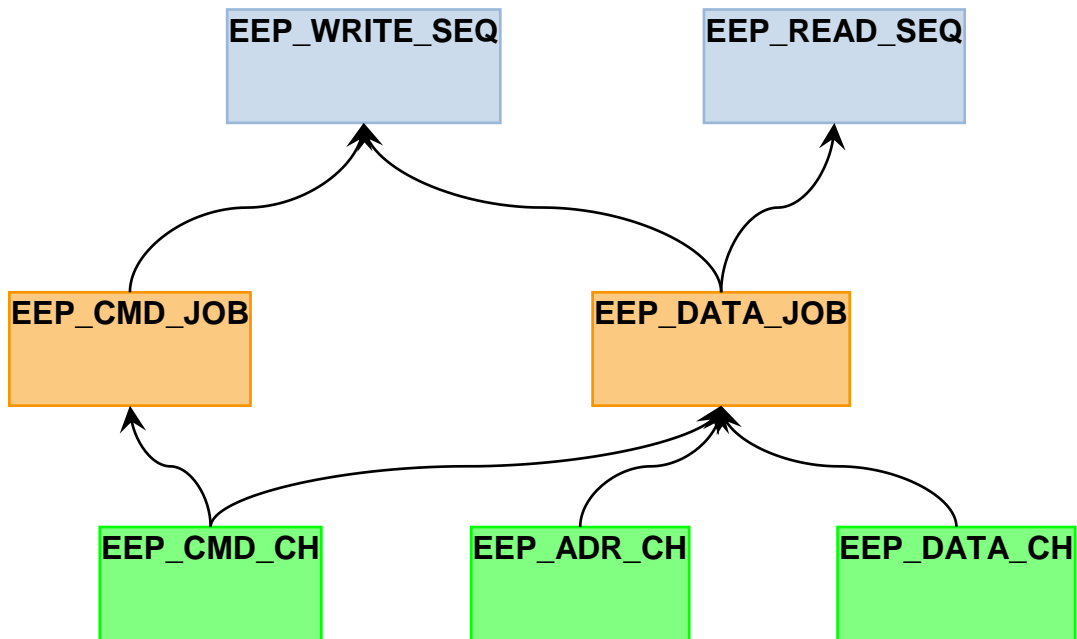 EEP_WRITE_SEQ
EEP_READ_SEQ
EEP_CMD_JOB
EEP_DATA_JOB
EEP_CMD_CH
EEP_ADR_CH
EEP_DATA_CH